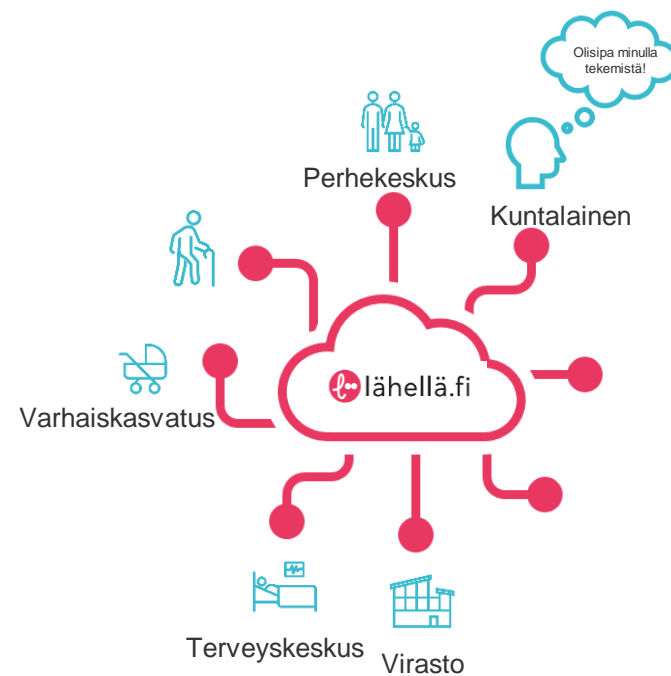 Olisipa minulla
tekemistä!
Perhekeskus
Kuntalainen
lähellä.fi
Varhaiskasvatus
Terveyskeskus
Virasto